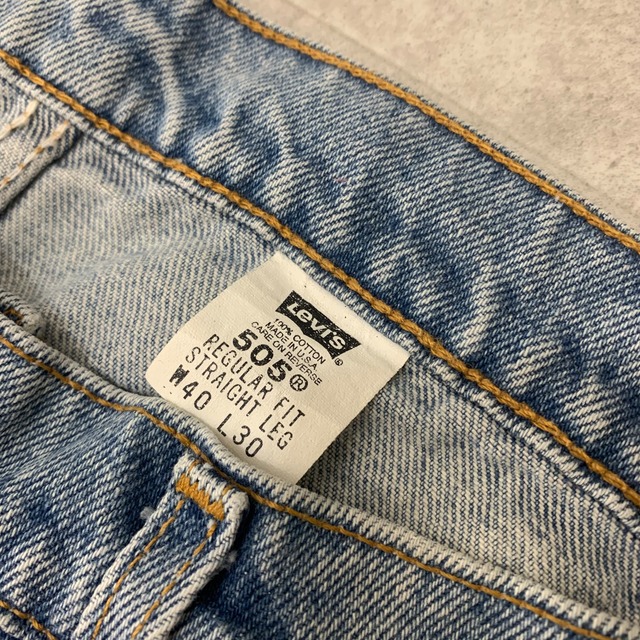 Levi's®
100% COTTON
MADE IN U.S.A.
CARE ON REVERSE
505®
REGULAR FIT
STRAIGHT LEG
W40 L30